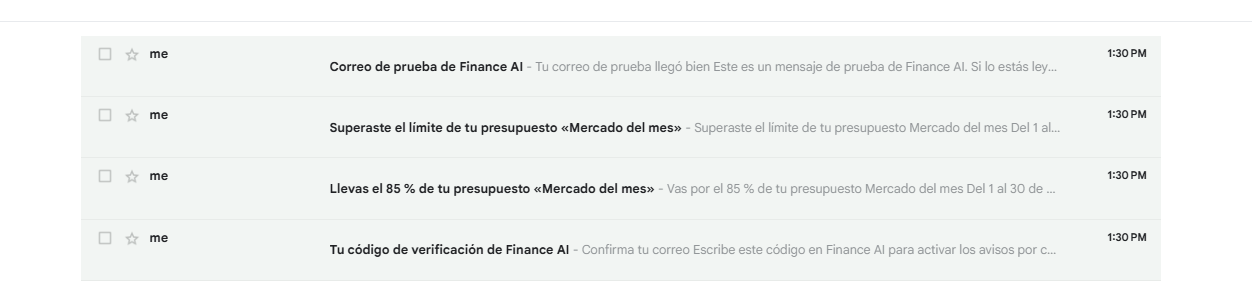 me
Correo de prueba de Finance AI - Tu correo de prueba llegó bien Este es un mensaje de prueba de Finance AI. Si lo estás ley...
1:30 PM
me
Superaste el límite de tu presupuesto «Mercado del mes» - Superaste el límite de tu presupuesto Mercado del mes Del 1 al...
1:30 PM
me
Llevas el 85 % de tu presupuesto «Mercado del mes» - Vas por el 85 % de tu presupuesto Mercado del mes Del 1 al 30 de ...
1:30 PM
me
Tu código de verificación de Finance AI - Confirma tu correo Escribe este código en Finance AI para activar los avisos por c...
1:30 PM